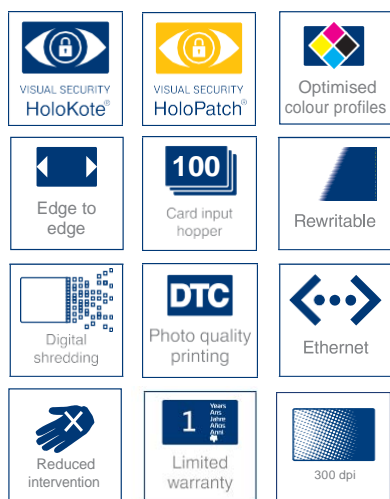 VISUAL SECURITY
HoloKote®
VISUAL SECURITY
HoloPatch®
Optimised
colour profiles
Edge to
edge
100
Card input
hopper
Rewritable
Digital
shredding
DTC
Photo quality
printing
Ethernet
Reduced
intervention
1
Years
Ans
Jahre
Años
Anni
Limited
warranty
300 dpi